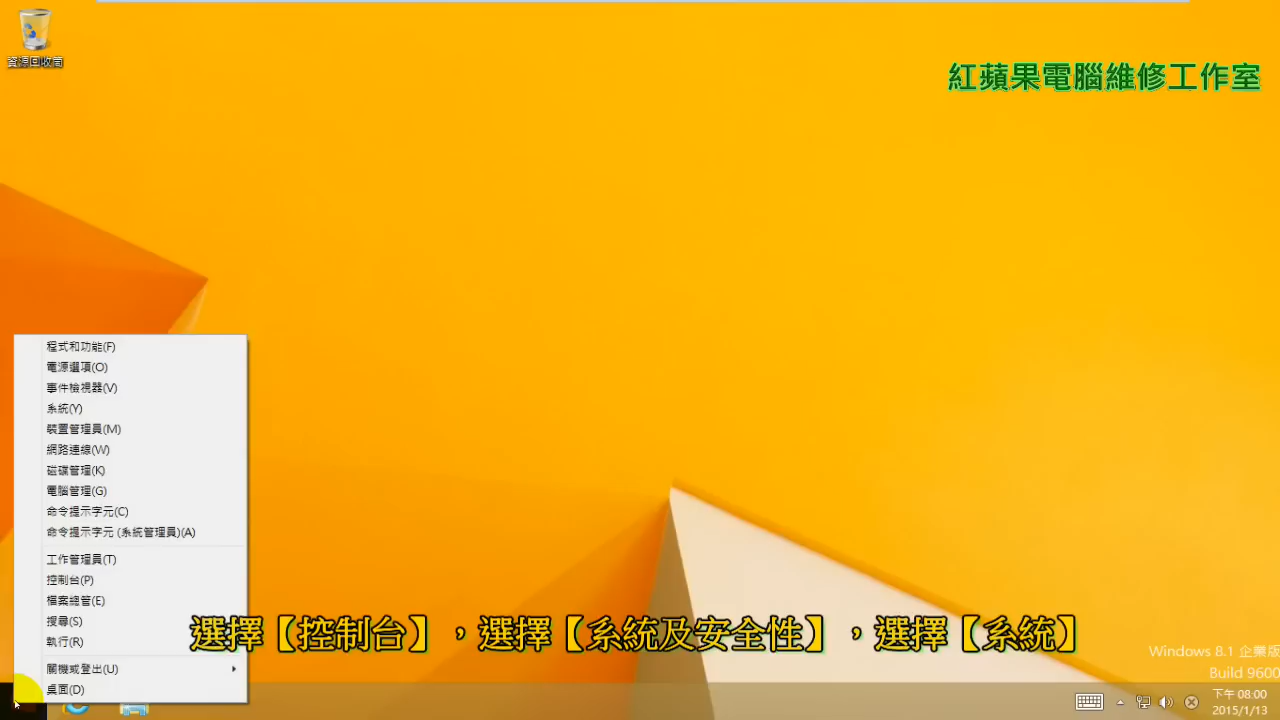 資源回收筒
紅蘋果電腦維修工作室
程式和功能(F)
電源選項(O)
事件檢視器(V)
系統(Y)
裝置管理員(M)
網路連線(W)
磁碟管理(K)
電腦管理(G)
命令提示字元(C)
命令提示字元 (系統管理員)(A)
工作管理員(T)
控制台(P)
檔案總管(E)
搜尋(S)
執行(R)
關機或登出(U)
桌面(D)
選擇【控制台】，選擇【系統及安全性】，選擇【系統】
Windows 8.1 企業版
Build 9600
下午 08:00
2015/1/13